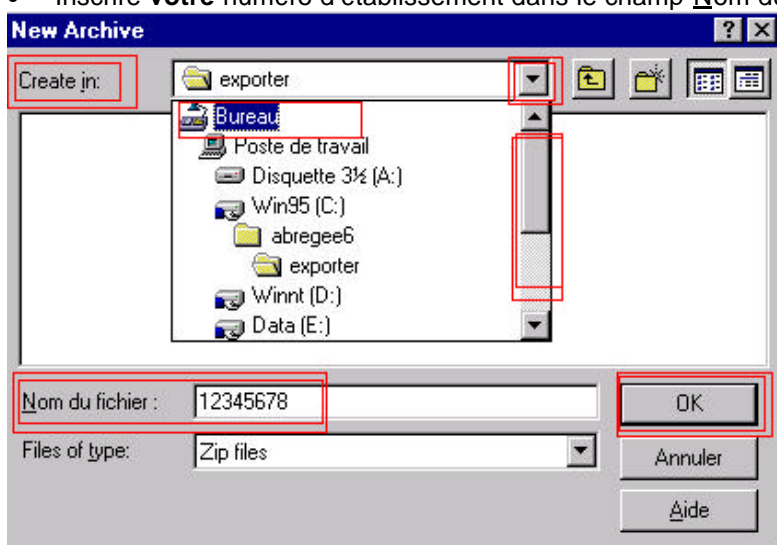 • Inscrire votre numéro d'établissement dans le champ Nom du
New Archive
Create in: exporter
Bureau
Poste de travail
Disquette 3½ (A:)
Win95 (C:)
abregee6
exporter
Winnt (D:)
Data (E:)
Nom du fichier : 12345678 OK
Files of type: Zip files Annuler
Aide